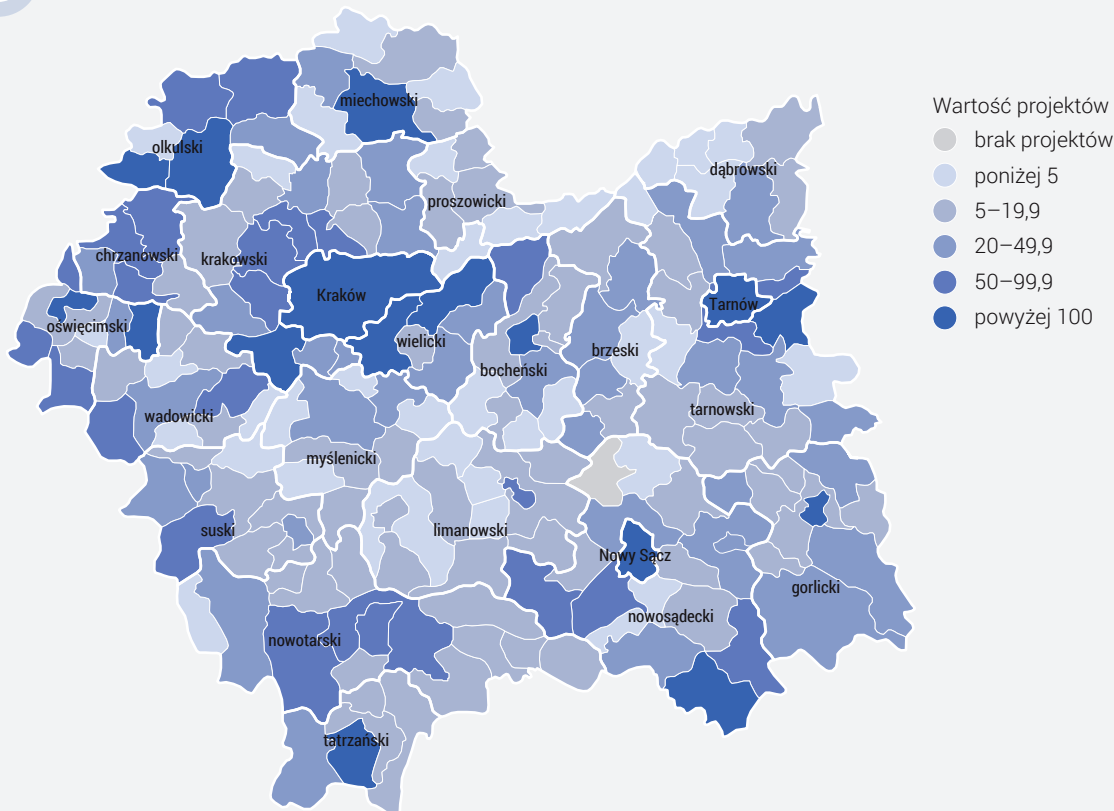 Wartość projektów
brak projektów
poniżej 5
5–19,9
20–49,9
50–99,9
powyżej 100
miechowski
olkulski
dąbrowski
proszowicki
chrzanówski
krakowski
Kraków
Tarnów
oświęcimski
wielicki
brzeski
bocheński
wadowicki
tarnowski
myślenicki
suski
limanowski
Nowy Sącz
gorlicki
nowosądecki
nowotarski
tatrzański